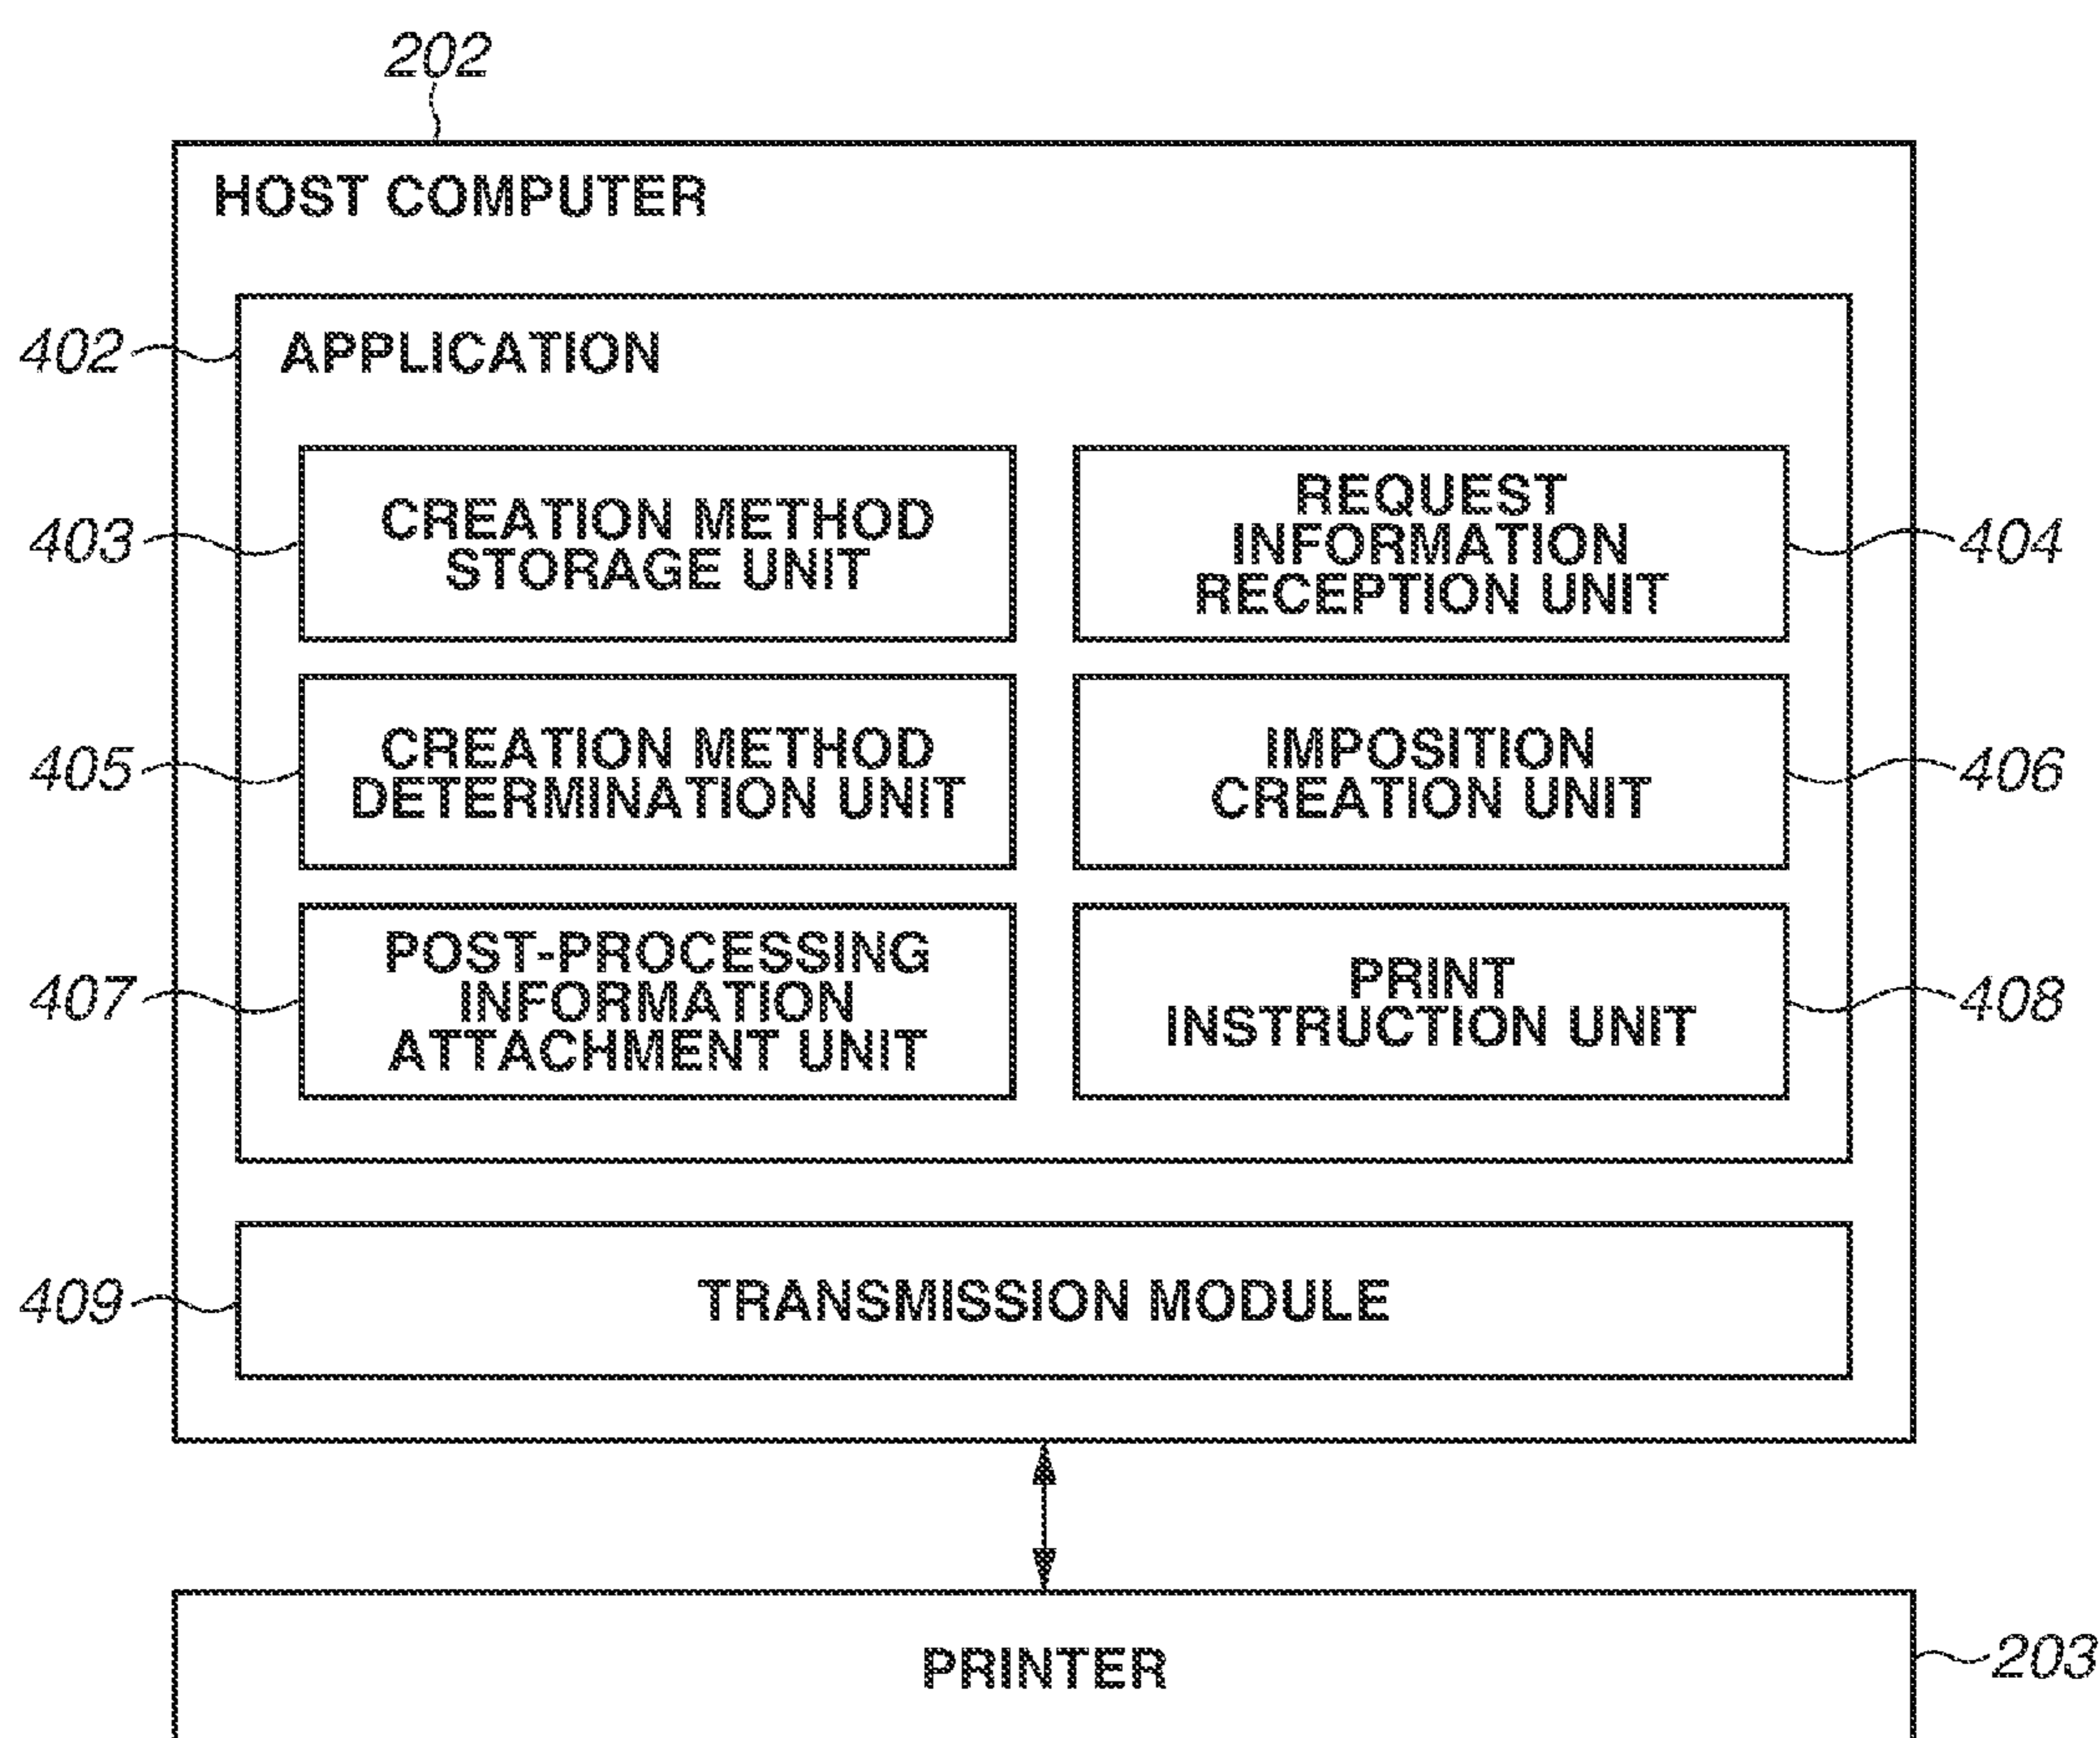 202
HOST COMPUTER
402
APPLICATION
403
CREATION METHOD
STORAGE UNIT
REQUEST
INFORMATION
RECEPTION UNIT
404
405
CREATION METHOD
DETERMINATION UNIT
IMPOSITION
CREATION UNIT
406
407
POST-PROCESSING
INFORMATION
ATTACHMENT UNIT
PRINT
INSTRUCTION UNIT
408
409
TRANSMISSION MODULE
PRINTER
203